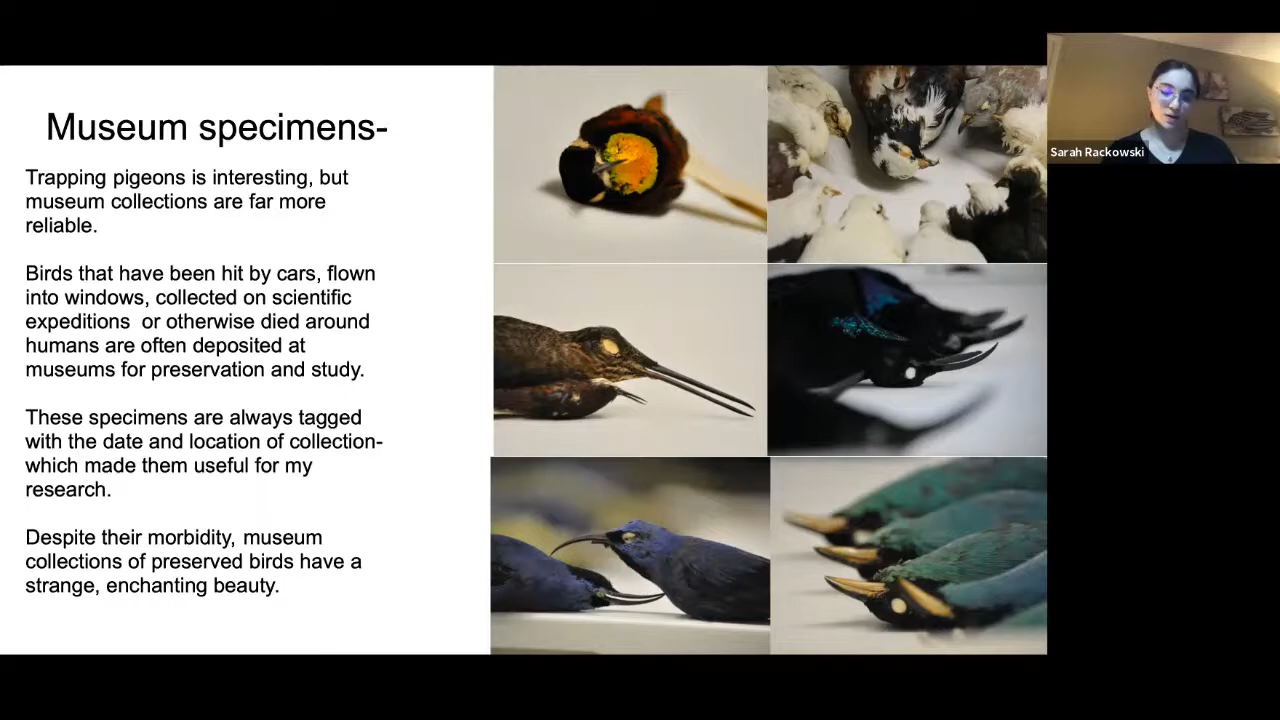 Museum specimens-
Trapping pigeons is interesting, but
museum collections are far more
reliable.
Birds that have been hit by cars, flown
into windows, collected on scientific
expeditions  or otherwise died around
humans are often deposited at
museums for preservation and study.
These specimens are always tagged
with the date and location of collection-
which made them useful for my
research.
Despite their morbidity, museum
collections of preserved birds have a
strange, enchanting beauty.
Sarah Rackowski